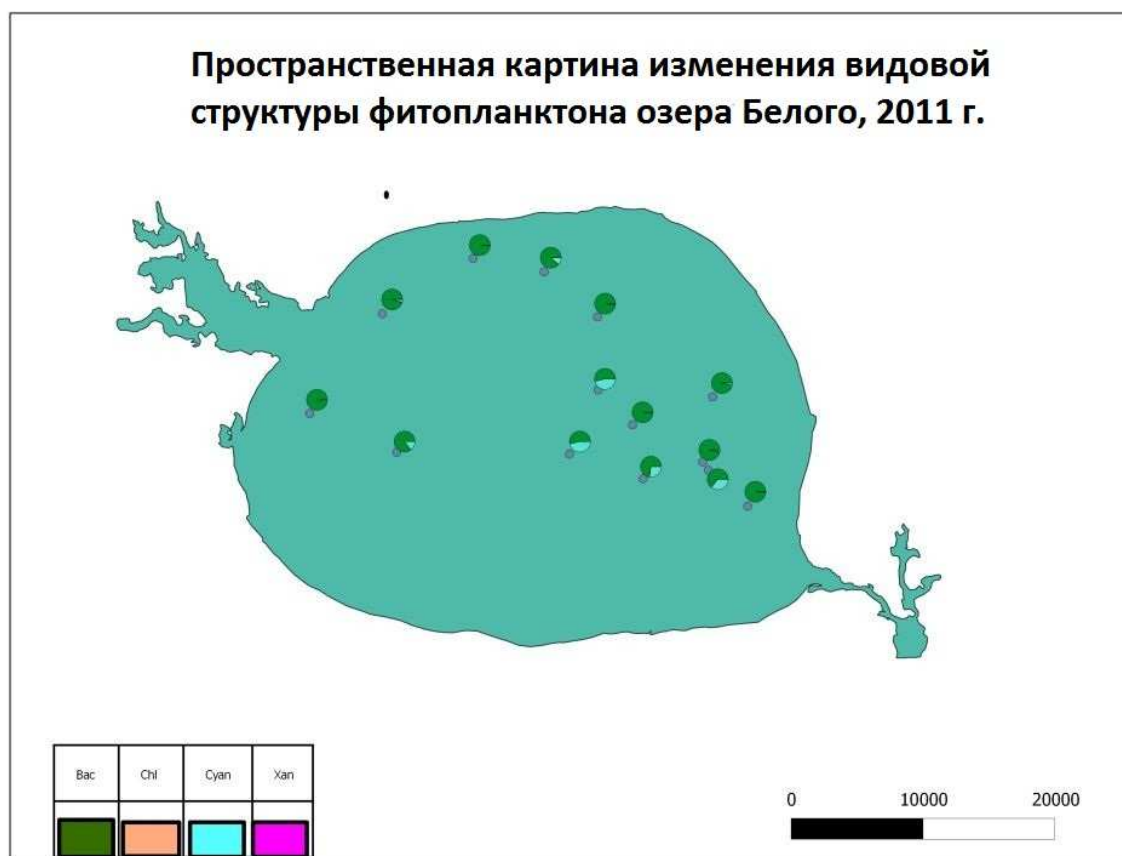 Пространственная картина изменения видовой
структуры фитопланктона озера Белого, 2011 г.
Bac Chl Cyan Xan
0 10000 20000